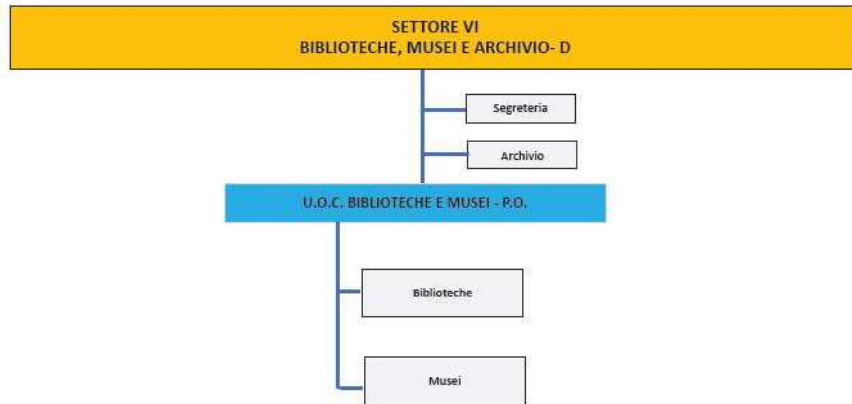 SETTORE VI
BIBLIOTECHE, MUSEI E ARCHIVIO- D
Segreteria
Archivio
U.O.C. BIBLIOTECHE E MUSEI - P.O.
Biblioteche
Musei